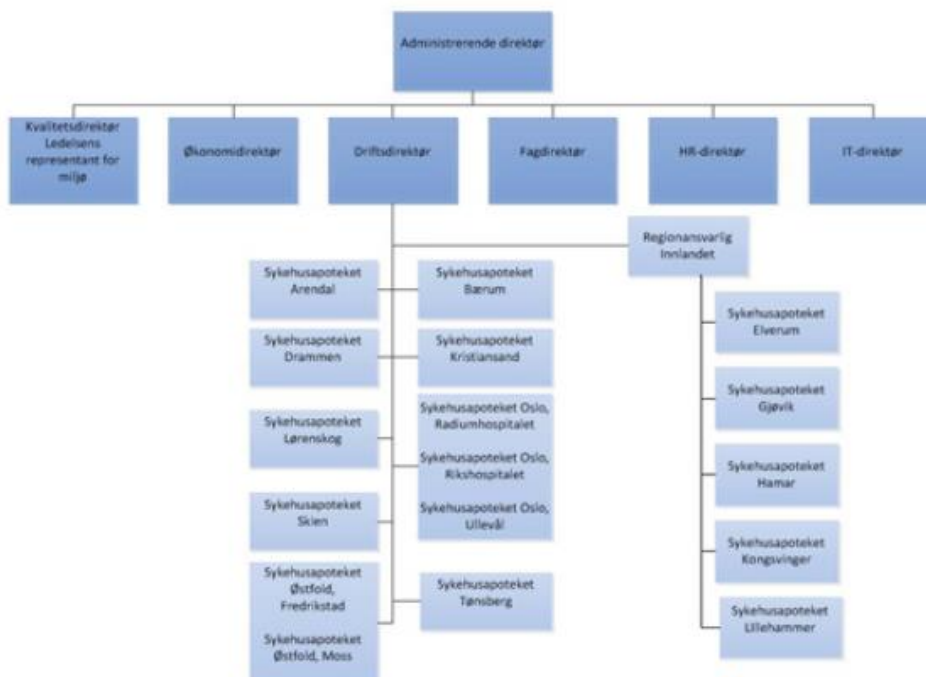 Administrerende direktør
Kvalitetsdirektør
Ledelsens
representant for
miljø
Økonomidirektør
Driftsdirektør
Fagdirektør
HR-direktør
IT-direktør
Regionansvarlig
Innlandet
Sykehusapoteket
Arendal
Sykehusapoteket
Bærum
Sykehusapoteket
Drammen
Sykehusapoteket
Kristiansand
Sykehusapoteket
Lørenskog
Sykehusapoteket Oslo,
Radiumhospitalet
Sykehusapoteket Oslo,
Rikshospitalet
Sykehusapoteket Oslo,
Ullevål
Sykehusapoteket
Skien
Sykehusapoteket
Østfold,
Fredrikstad
Sykehusapoteket
Østfold, Moss
Sykehusapoteket
Tønsberg
Sykehusapoteket
Elverum
Sykehusapoteket
Gjøvik
Sykehusapoteket
Hamar
Sykehusapoteket
Kongsvinger
Sykehusapoteket
Lillehammer